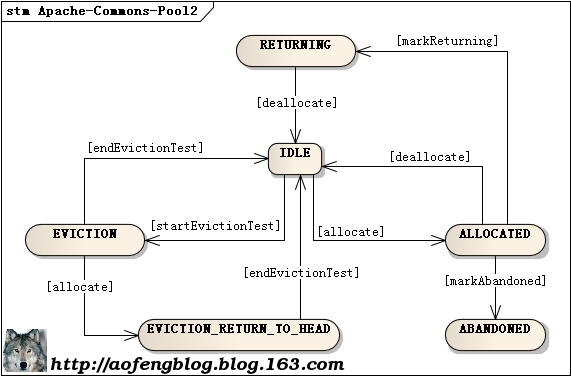 stm Apache-Commons-Pool2
RETURNING
[markReturning]
[deallocate]
[endEvictionTest]
IDLE
[deallocate]
EVICTION
[startEvictionTest]
[allocate]
ALLOCATED
[allocate]
[endEvictionTest]
[markAbandoned]
EVICTION_RETURN_TO_HEAD
ABANDONED
http://aofengblog.blog.163.com